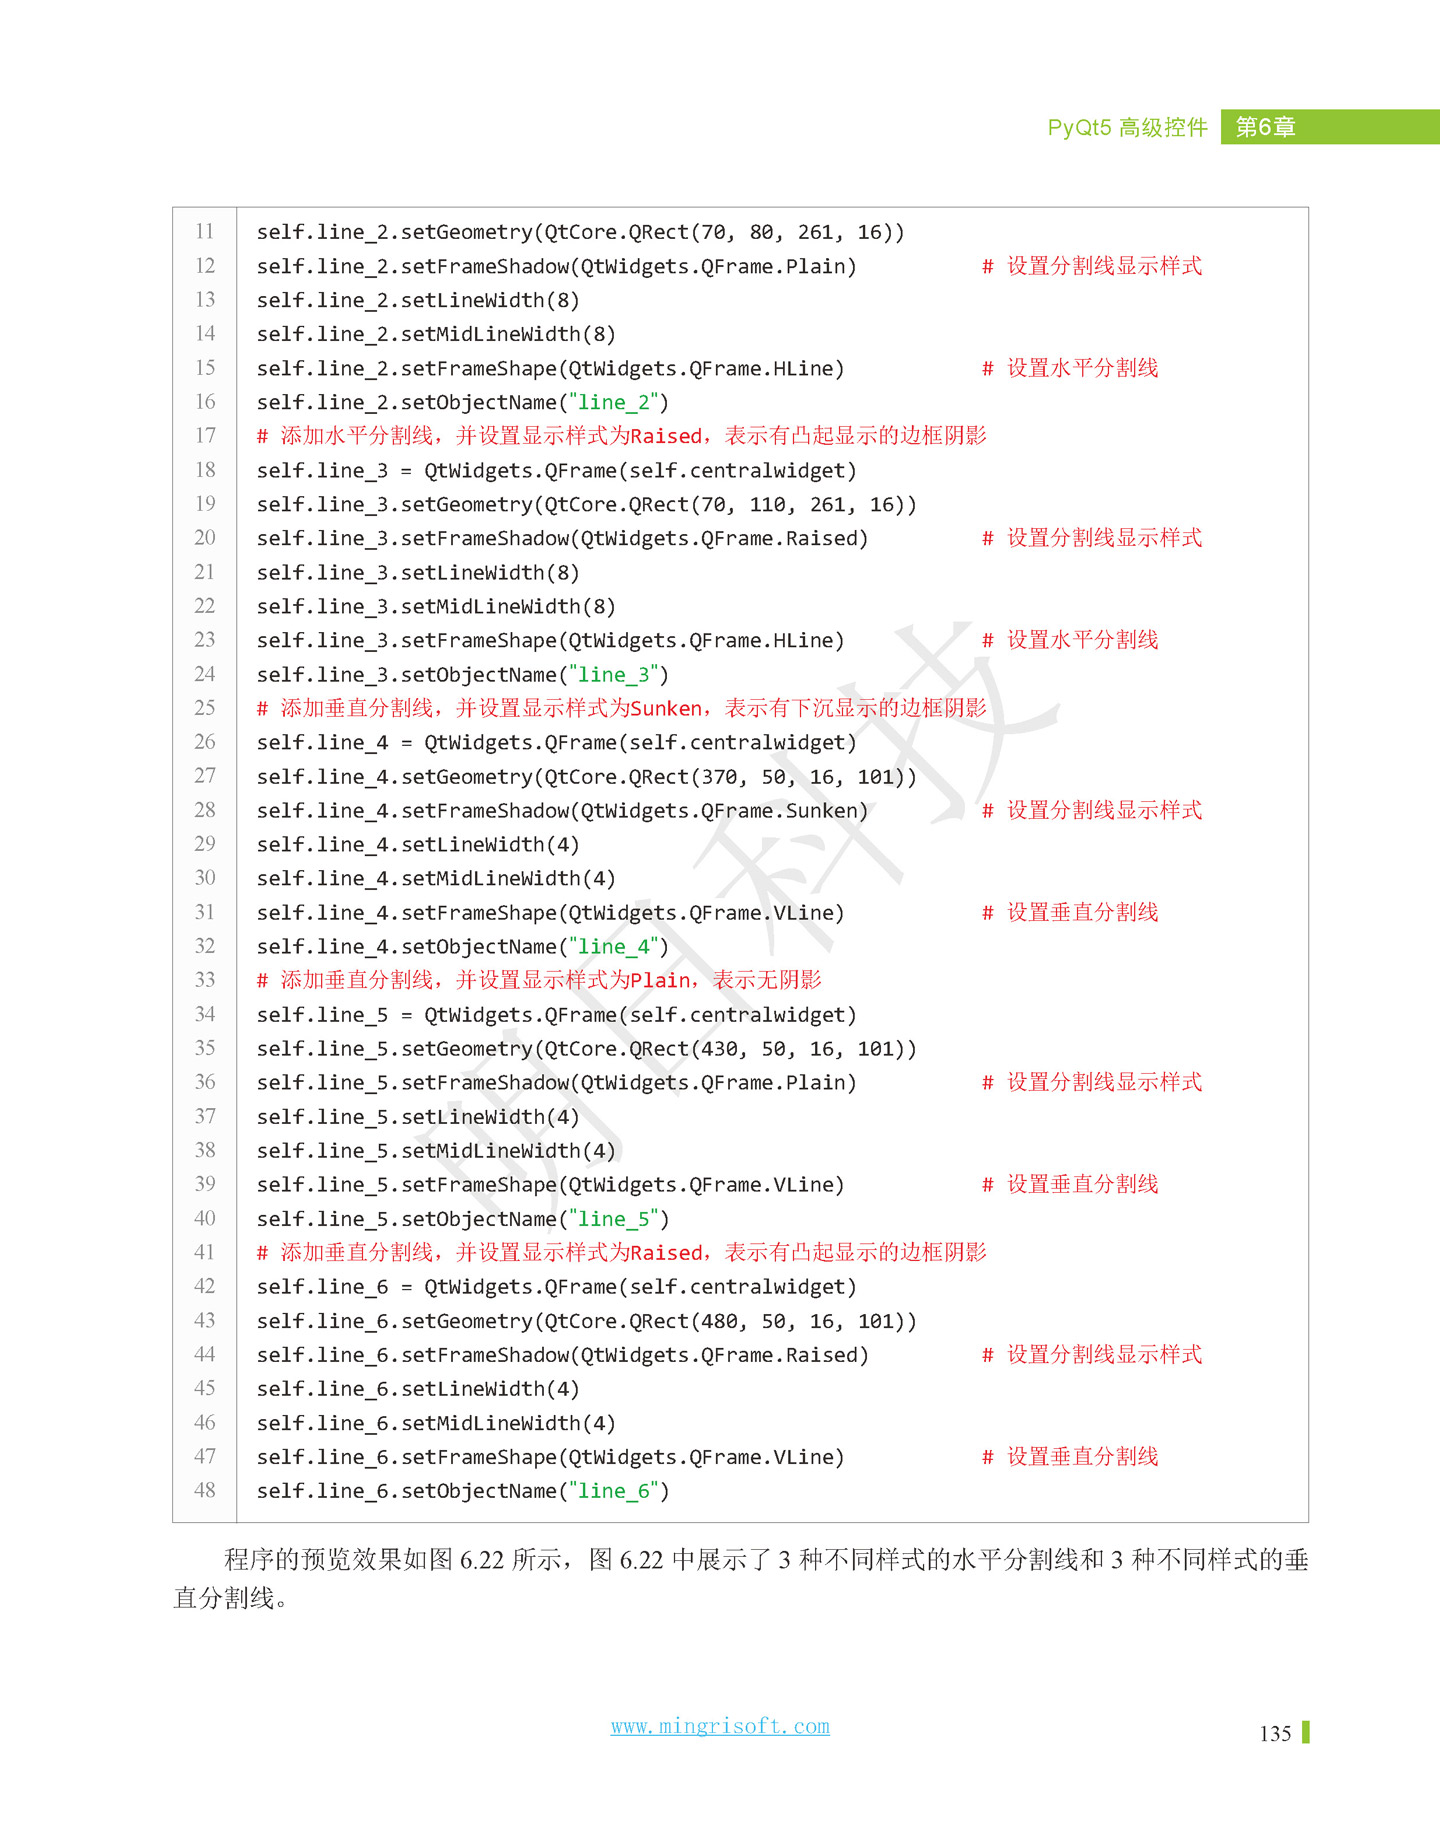 PyQt5 高级控件 第6章
11 self.line_2.setGeometry(QtCore.QRect(70, 80, 261, 16))
12 self.line_2.setFrameShadow(QtWidgets.QFrame.Plain) # 设置分割线显示样式
13 self.line_2.setLineWidth(8)
14 self.line_2.setMidLineWidth(8)
15 self.line_2.setFrameShape(QtWidgets.QFrame.HLine) # 设置水平分割线
16 self.line_2.setObjectName("line_2")
17 # 添加水平分割线，并设置显示样式为Raised，表示有凸起显示的边框阴影
18 self.line_3 = QtWidgets.QFrame(self.centralwidget)
19 self.line_3.setGeometry(QtCore.QRect(70, 110, 261, 16))
20 self.line_3.setFrameShadow(QtWidgets.QFrame.Raised) # 设置分割线显示样式
21 self.line_3.setLineWidth(8)
22 self.line_3.setMidLineWidth(8)
23 self.line_3.setFrameShape(QtWidgets.QFrame.HLine) # 设置水平分割线
24 self.line_3.setObjectName("line_3")
25 # 添加垂直分割线，并设置显示样式为Sunken，表示有下沉显示的边框阴影
26 self.line_4 = QtWidgets.QFrame(self.centralwidget)
27 self.line_4.setGeometry(QtCore.QRect(370, 50, 16, 101))
28 self.line_4.setFrameShadow(QtWidgets.QFrame.Sunken) # 设置分割线显示样式
29 self.line_4.setLineWidth(4)
30 self.line_4.setMidLineWidth(4)
31 self.line_4.setFrameShape(QtWidgets.QFrame.VLine) # 设置垂直分割线
32 self.line_4.setObjectName("line_4")
33 # 添加垂直分割线，并设置显示样式为Plain，表示无阴影
34 self.line_5 = QtWidgets.QFrame(self.centralwidget)
35 self.line_5.setGeometry(QtCore.QRect(430, 50, 16, 101))
36 self.line_5.setFrameShadow(QtWidgets.QFrame.Plain) # 设置分割线显示样式
37 self.line_5.setLineWidth(4)
38 self.line_5.setMidLineWidth(4)
39 self.line_5.setFrameShape(QtWidgets.QFrame.VLine) # 设置垂直分割线
40 self.line_5.setObjectName("line_5")
41 # 添加垂直分割线，并设置显示样式为Raised，表示有凸起显示的边框阴影
42 self.line_6 = QtWidgets.QFrame(self.centralwidget)
43 self.line_6.setGeometry(QtCore.QRect(480, 50, 16, 101))
44 self.line_6.setFrameShadow(QtWidgets.QFrame.Raised) # 设置分割线显示样式
45 self.line_6.setLineWidth(4)
46 self.line_6.setMidLineWidth(4)
47 self.line_6.setFrameShape(QtWidgets.QFrame.VLine) # 设置垂直分割线
48 self.line_6.setObjectName("line_6")
明日科技
程序的预览效果如图 6.22 所示，图 6.22 中展示了 3 种不同样式的水平分割线和 3 种不同样式的垂
直分割线。
www.mingrisoft.com
135